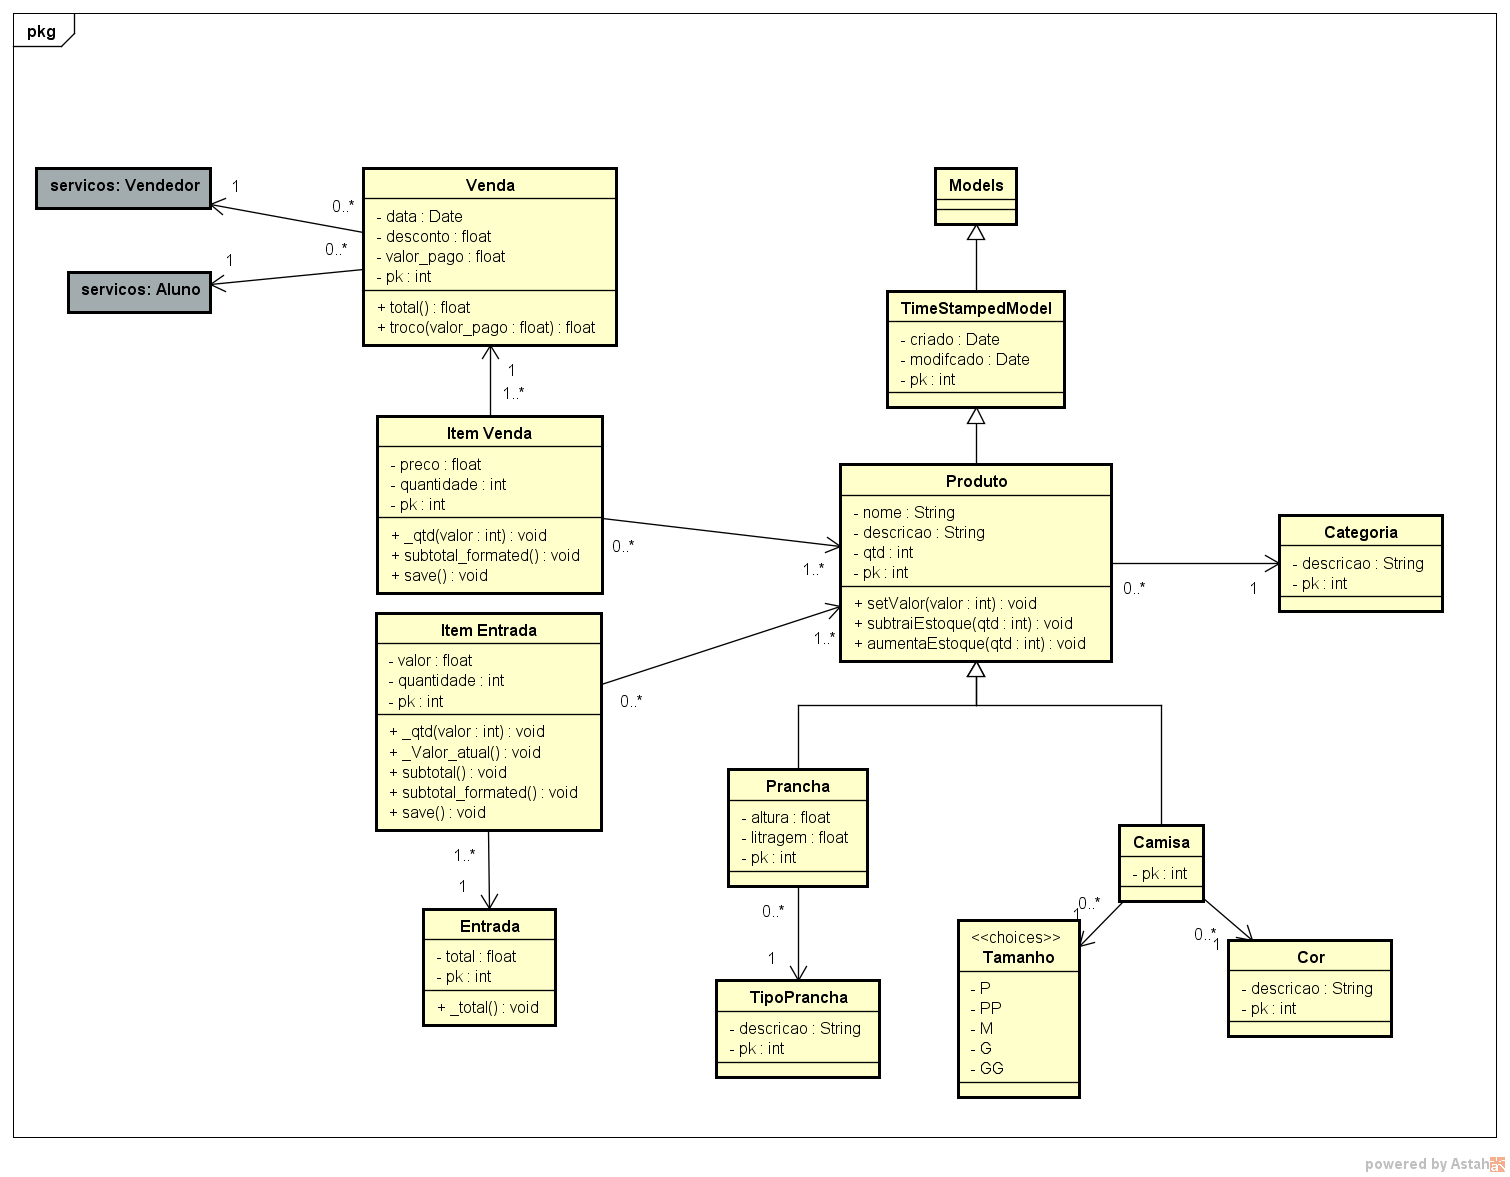 pkg
servicos: Vendedor
1
0..*
servicos: Aluno
1
0..*
Venda
- data : Date
- desconto : float
- valor_pago : float
- pk : int
+ total() : float
+ troco(valor_pago : float) : float
1
1..*
Item Venda
- preco : float
- quantidade : int
- pk : int
+ _qtd(valor : int) : void
+ subtotal_formated() : void
+ save() : void
0..*
1..*
Item Entrada
- valor : float
- quantidade : int
- pk : int
+ _qtd(valor : int) : void
+ _Valor_atual() : void
+ subtotal() : void
+ subtotal_formated() : void
+ save() : void
0..*
1..*
1..*
1
Entrada
- total : float
- pk : int
+ _total() : void
Models
TimeStampedModel
- criado : Date
- modifcado : Date
- pk : int
Produto
- nome : String
- descricao : String
- qtd : int
- pk : int
+ setValor(valor : int) : void
+ subtraiEstoque(qtd : int) : void
+ aumentaEstoque(qtd : int) : void
0..*
1
Categoria
- descricao : String
- pk : int
Prancha
- altura : float
- litragem : float
- pk : int
0..*
1
TipoPrancha
- descricao : String
- pk : int
Camisa
- pk : int
0..*
1
0..*
1
<<choices>>
Tamanho
- P
- PP
- M
- G
- GG
Cor
- descricao : String
- pk : int
powered by Astah